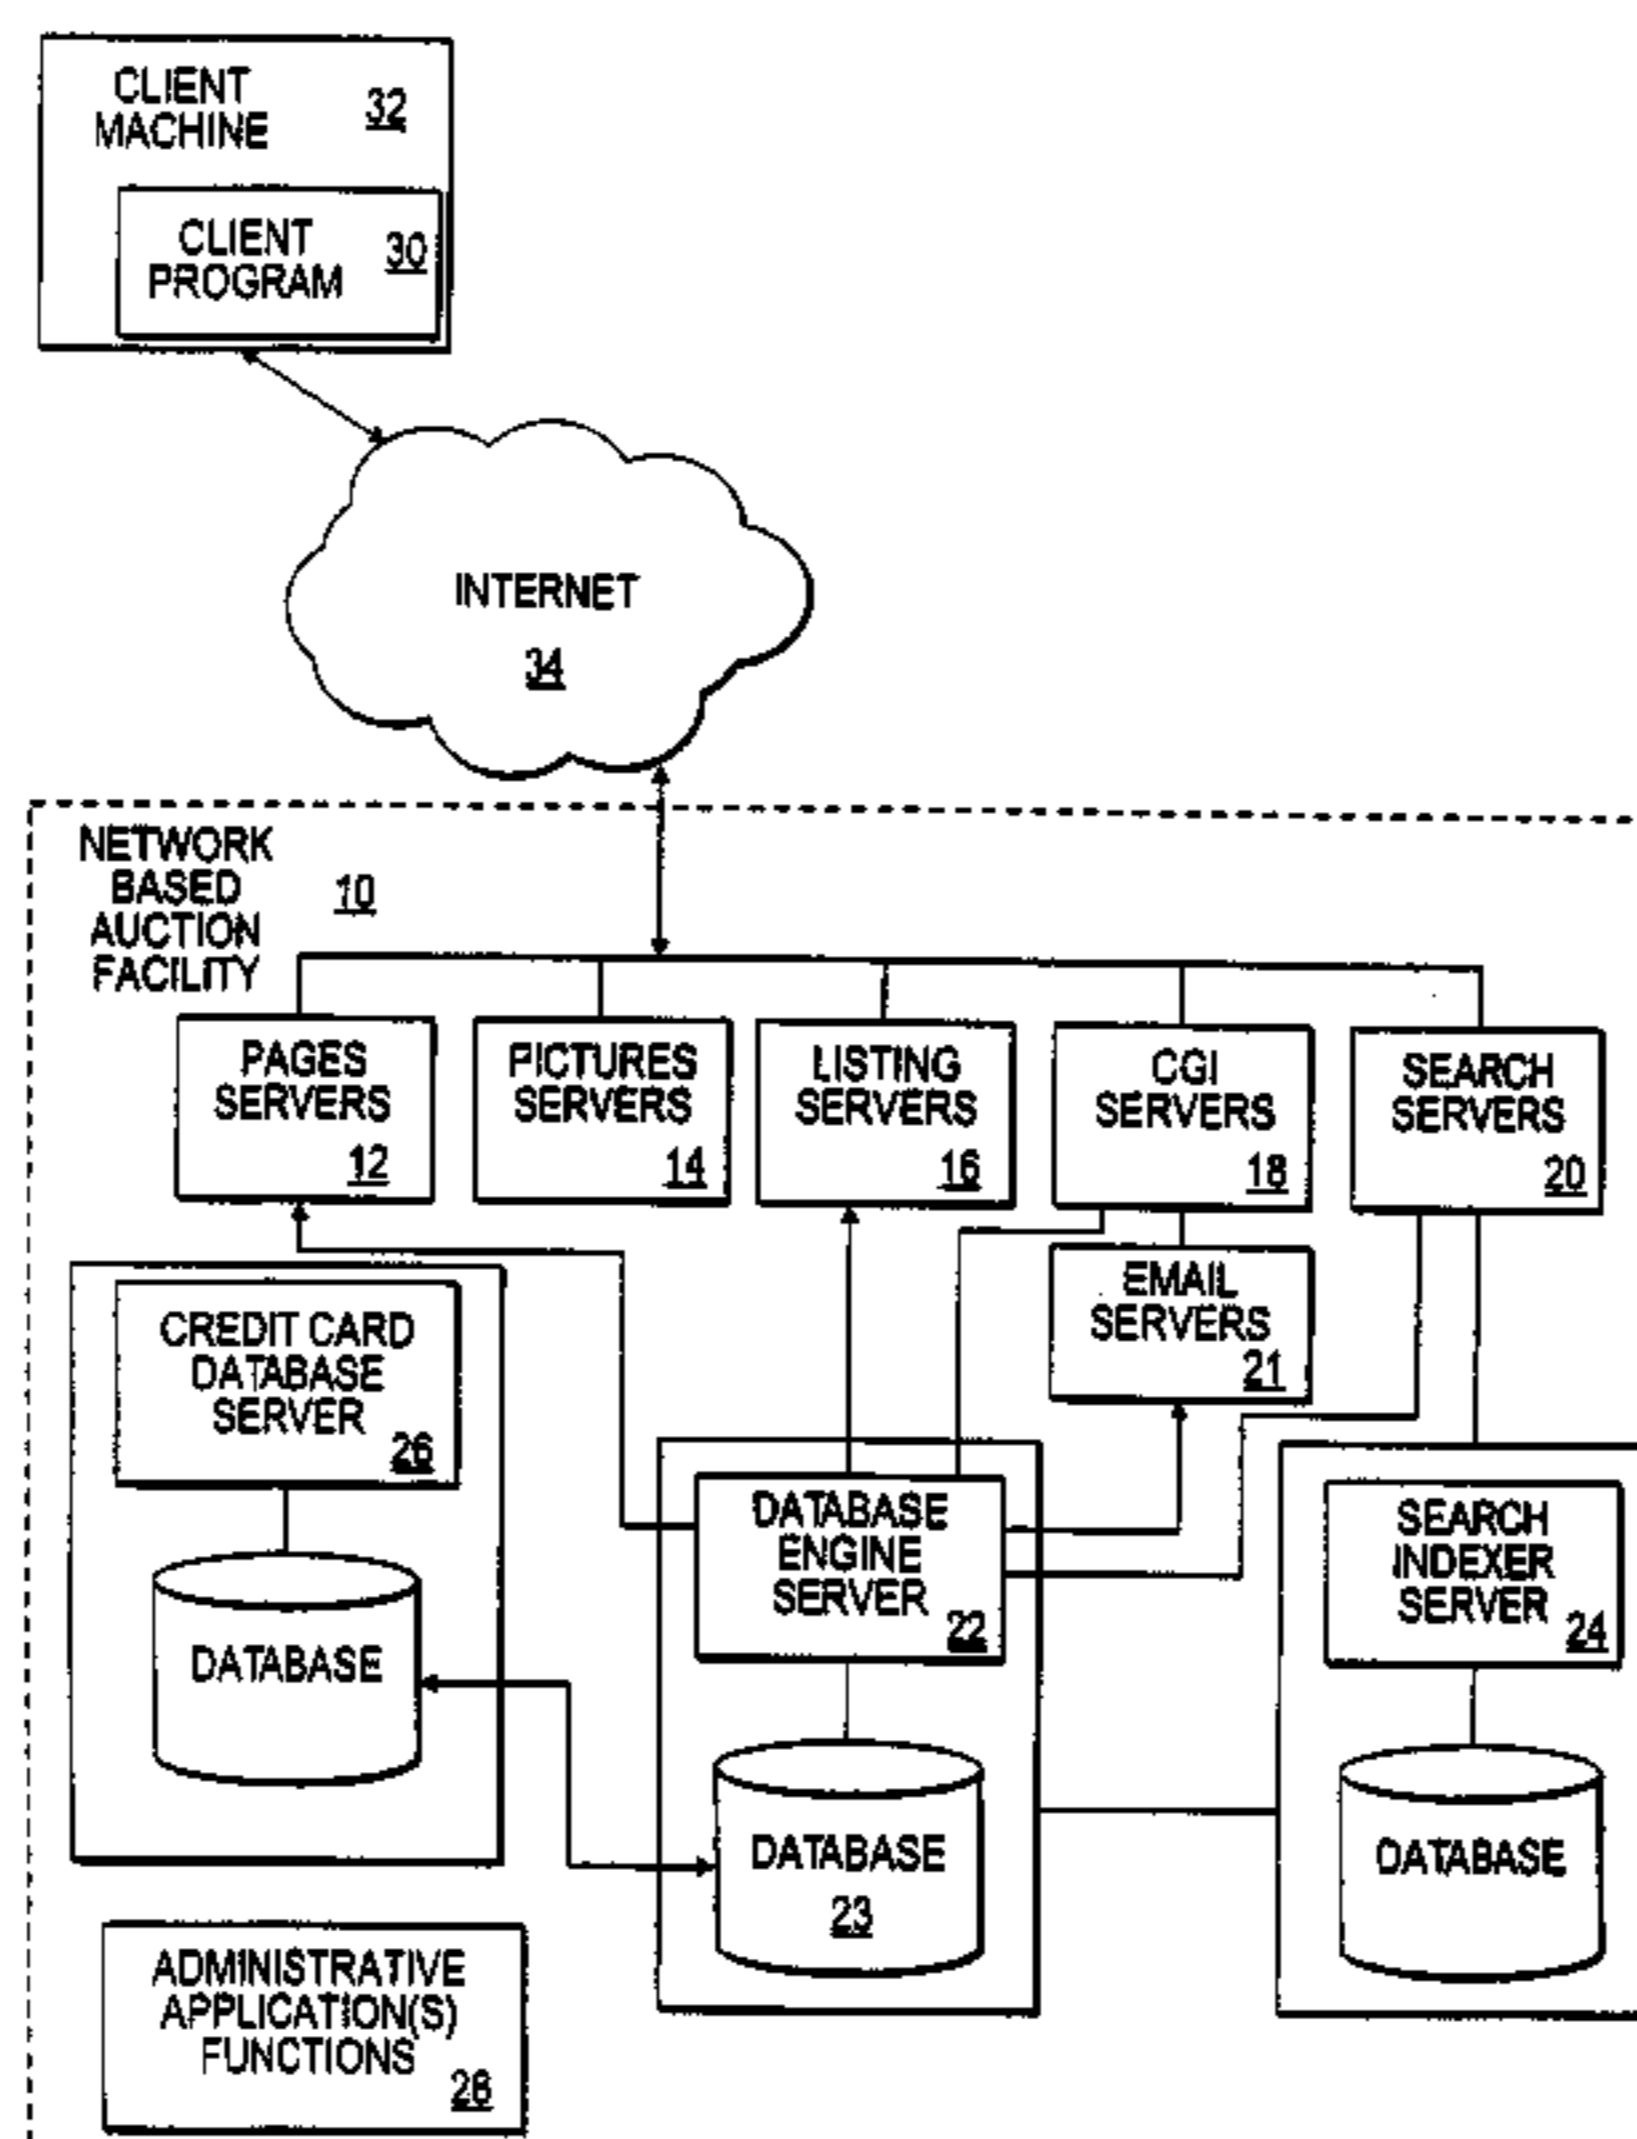 CLIENT
MACHINE
32
CLIENT
PROGRAM
30
INTERNET
34
NETWORK
BASED
AUCTION
FACILITY
10
PAGES
SERVERS
12
PICTURES
SERVERS
14
LISTING
SERVERS
16
CGI
SERVERS
18
SEARCH
SERVERS
20
EMAIL
SERVERS
21
CREDIT CARD
DATABASE
SERVER
26
DATABASE
DATABASE
ENGINE
SERVER
22
DATABASE
23
SEARCH
INDEXER
SERVER
24
DATABASE
ADMINISTRATIVE
APPLICATION(S)
FUNCTIONS
28